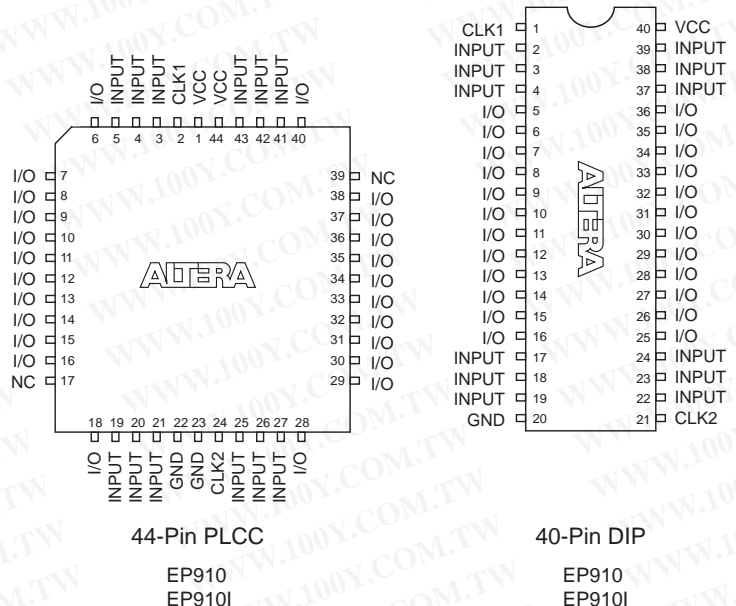 I/O INPUT INPUT INPUT CLK1 VCC VCC INPUT INPUT INPUT I/O
6 5 4 3 2 1 44 43 42 41 40
I/O 7
I/O 8
I/O 9
I/O 10
I/O 11
I/O 12
I/O 13
I/O 14
I/O 15
I/O 16
NC 17
ALTERA
39 NC
38 I/O
37 I/O
36 I/O
35 I/O
34 I/O
33 I/O
32 I/O
31 I/O
30 I/O
29 I/O
18 19 20 21 22 23 24 25 26 27 28
I/O INPUT INPUT INPUT GND GND CLK2 INPUT INPUT INPUT I/O
44-Pin PLCC
EP910
EP910I
CLK1 1
INPUT 2
INPUT 3
INPUT 4
I/O 5
I/O 6
I/O 7
I/O 8
I/O 9
I/O 10
I/O 11
I/O 12
I/O 13
I/O 14
I/O 15
I/O 16
INPUT 17
INPUT 18
INPUT 19
GND 20
ALTERA
40 VCC
39 INPUT
38 INPUT
37 INPUT
36 I/O
35 I/O
34 I/O
33 I/O
32 I/O
31 I/O
30 I/O
29 I/O
28 I/O
27 I/O
26 I/O
25 I/O
24 INPUT
23 INPUT
22 INPUT
21 CLK2
40-Pin DIP
EP910
EP910I
WWW.100Y.COM.TW